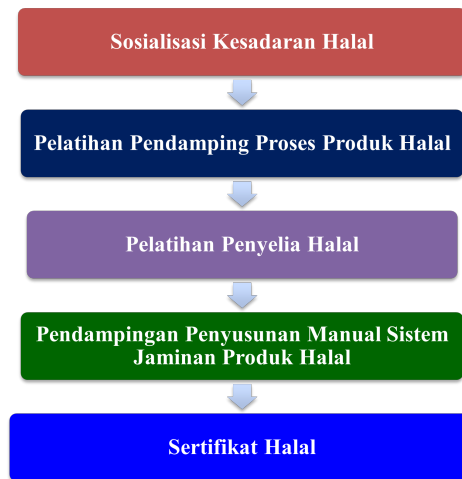 Sosialisasi Kesadaran Halal
Pelatihan Pendamping Proses Produk Halal
Pelatihan Penyelia Halal
Pendampingan Penyusunan Manual Sistem
Jaminan Produk Halal
Sertifikat Halal